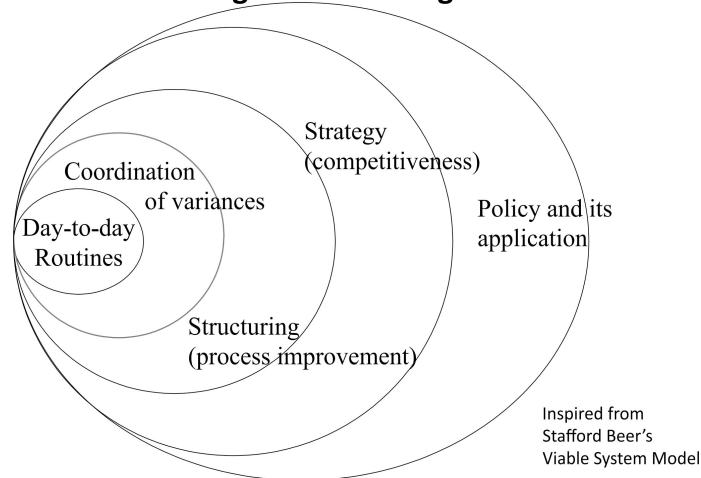 Strategy
(competitiveness)
Coordination
of variances
Policy and its
application
Day-to-day
Routines
Structuring
(process improvement)
Inspired from
Stafford Beer's
Viable System Model